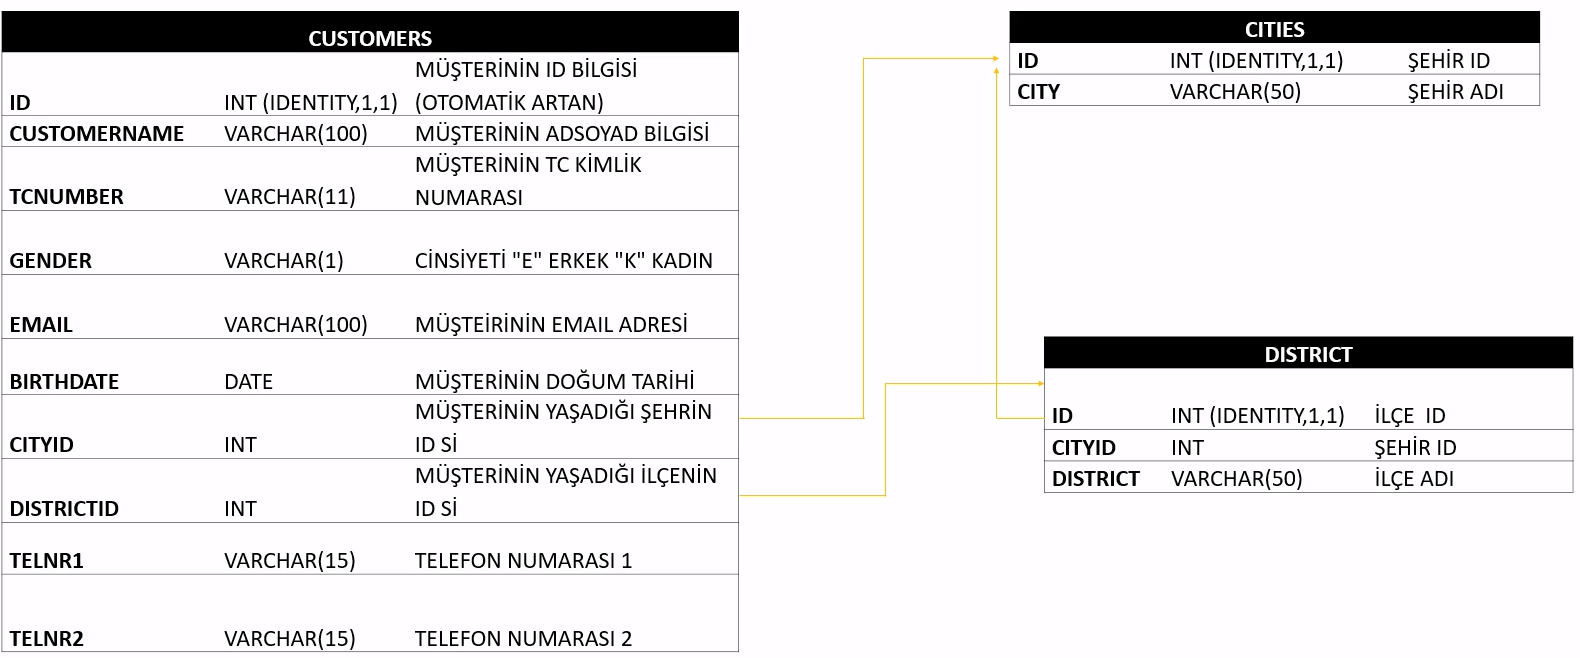 CUSTOMERS
ID INT (IDENTITY,1,1) MÜŞTERİNİN ID BİLGİSİ
(OTOMATİK ARTAN)
CUSTOMERNAME VARCHAR(100) MÜŞTERİNİN ADSOYAD BİLGİSİ
TCNUMBER VARCHAR(11) MÜŞTERİNİN TC KİMLİK
NUMARASI
GENDER VARCHAR(1) CİNSİYETİ "E" ERKEK "K" KADIN
EMAIL VARCHAR(100) MÜŞTEİRİNİN EMAIL ADRESİ
BIRTHDATE DATE MÜŞTERİNİN DOĞUM TARİHİ
CITYID INT MÜŞTERİNİN YAŞADIĞI ŞEHRİN
ID Sİ
DISTRICTID INT MÜŞTERİNİN YAŞADIĞI İLÇENİN
ID Sİ
TELNR1 VARCHAR(15) TELEFON NUMARASI 1
TELNR2 VARCHAR(15) TELEFON NUMARASI 2
CITIES
ID INT (IDENTITY,1,1) ŞEHİR ID
CITY VARCHAR(50) ŞEHİR ADI
DISTRICT
ID INT (IDENTITY,1,1) İLÇE ID
CITYID INT ŞEHİR ID
DISTRICT VARCHAR(50) İLÇE ADI